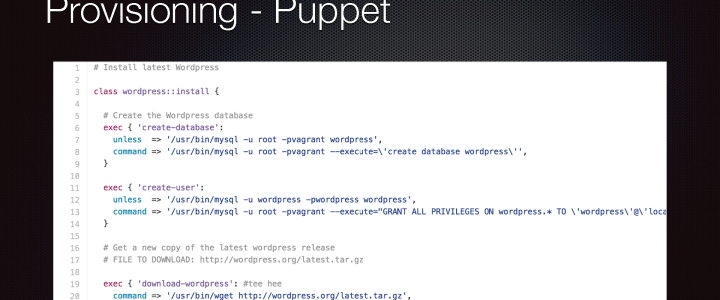 Provisioning - Puppet
1 # Install latest Wordpress
2
3 class wordpress::install {
4
5 # Create the Wordpress database
6 exec { 'create-database':
7 unless => '/usr/bin/mysql -u root -pvagrant wordpress',
8 command => '/usr/bin/mysql -u root -pvagrant --execute=\'create database wordpress\'',
9 }
10
11 exec { 'create-user':
12 unless => '/usr/bin/mysql -u wordpress -pwordpress wordpress',
13 command => '/usr/bin/mysql -u root -pvagrant --execute="GRANT ALL PRIVILEGES ON wordpress.* TO \'wordpress\'@\'loca
14 }
15
16 # Get a new copy of the latest wordpress release
17 # FILE TO DOWNLOAD: http://wordpress.org/latest.tar.gz
18
19 exec { 'download-wordpress': #tee hee
20 command => '/usr/bin/wget http://wordpress.org/latest.tar.gz',